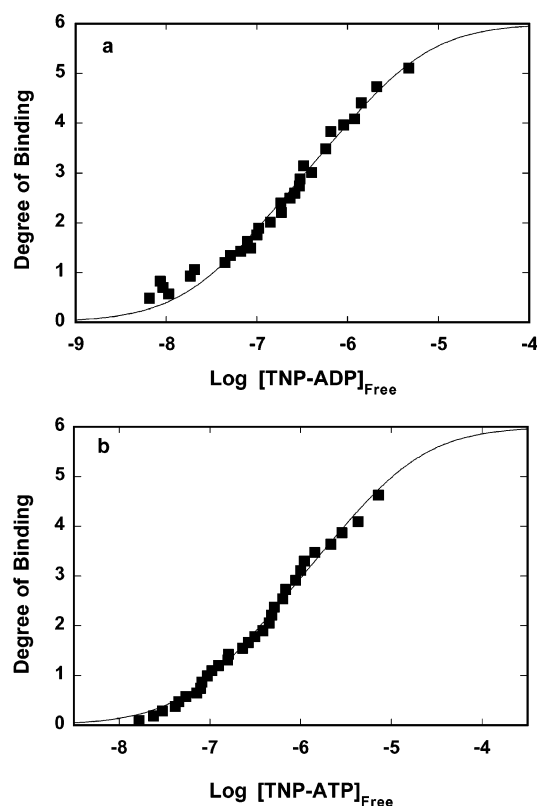 a
6
5
4
3
2
1
0
Degree of Binding
-9 -8 -7 -6 -5 -4
Log [TNP-ADP]Free
b
6
5
4
3
2
1
0
Degree of Binding
-8 -7 -6 -5 -4
Log [TNP-ATP]Free